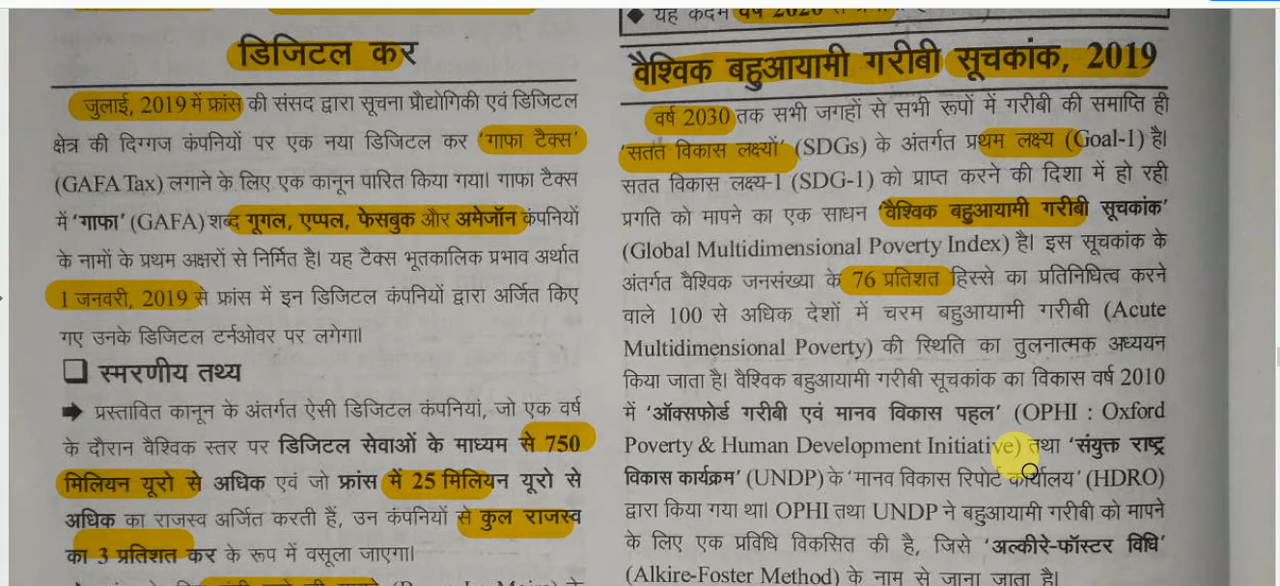 डिजिटल कर
जुलाई, 2019 में फ्रांस की संसद द्वारा सूचना प्रौद्योगिकी एवं डिजिटल
क्षेत्र की दिग्गज कंपनियों पर एक नया डिजिटल कर 'गाफा टैक्स'
(GAFA Tax) लगाने के लिए एक कानून पारित किया गया। गाफा टैक्स
में 'गाफा' (GAFA) शब्द गूगल, एप्पल, फेसबुक और अमेजॉन कंपनियों
के नामों के प्रथम अक्षरों से निर्मित है। यह टैक्स भूतकालिक प्रभाव अर्थात
1 जनवरी, 2019 से फ्रांस में इन डिजिटल कंपनियों द्वारा अर्जित किए
गए उनके डिजिटल टर्नओवर पर लगेगा।
❑ स्मरणीय तथ्य
➡ प्रस्तावित कानून के अंतर्गत ऐसी डिजिटल कंपनियां, जो एक वर्ष
के दौरान वैश्विक स्तर पर डिजिटल सेवाओं के माध्यम से 750
मिलियन यूरो से अधिक एवं जो फ्रांस में 25 मिलियन यूरो से
अधिक का राजस्व अर्जित करती हैं, उन कंपनियों से कुल राजस्व
का 3 प्रतिशत कर के रूप में वसूला जाएगा।
◆ यह कदम वर्ष 2020 से
वैश्विक बहुआयामी गरीबी सूचकांक, 2019
वर्ष 2030 तक सभी जगहों से सभी रूपों में गरीबी की समाप्ति ही
'सतत विकास लक्ष्यों' (SDGs) के अंतर्गत प्रथम लक्ष्य (Goal-1) है।
सतत विकास लक्ष्य-1 (SDG-1) को प्राप्त करने की दिशा में हो रही
प्रगति को मापने का एक साधन 'वैश्विक बहुआयामी गरीबी सूचकांक'
(Global Multidimensional Poverty Index) है। इस सूचकांक के
अंतर्गत वैश्विक जनसंख्या के 76 प्रतिशत हिस्से का प्रतिनिधित्व करने
वाले 100 से अधिक देशों में चरम बहुआयामी गरीबी (Acute
Multidimensional Poverty) की स्थिति का तुलनात्मक अध्ययन
किया जाता है। वैश्विक बहुआयामी गरीबी सूचकांक का विकास वर्ष 2010
में 'ऑक्सफोर्ड गरीबी एवं मानव विकास पहल' (OPHI : Oxford
Poverty & Human Development Initiative) तथा 'संयुक्त राष्ट्र
विकास कार्यक्रम' (UNDP) के 'मानव विकास रिपोर्ट कार्यालय' (HDRO)
द्वारा किया गया था। OPHI तथा UNDP ने बहुआयामी गरीबी को मापने
के लिए एक प्रविधि विकसित की है, जिसे 'अल्कीरे-फॉस्टर विधि'
(Alkire-Foster Method) के नाम से जाना जाता है।